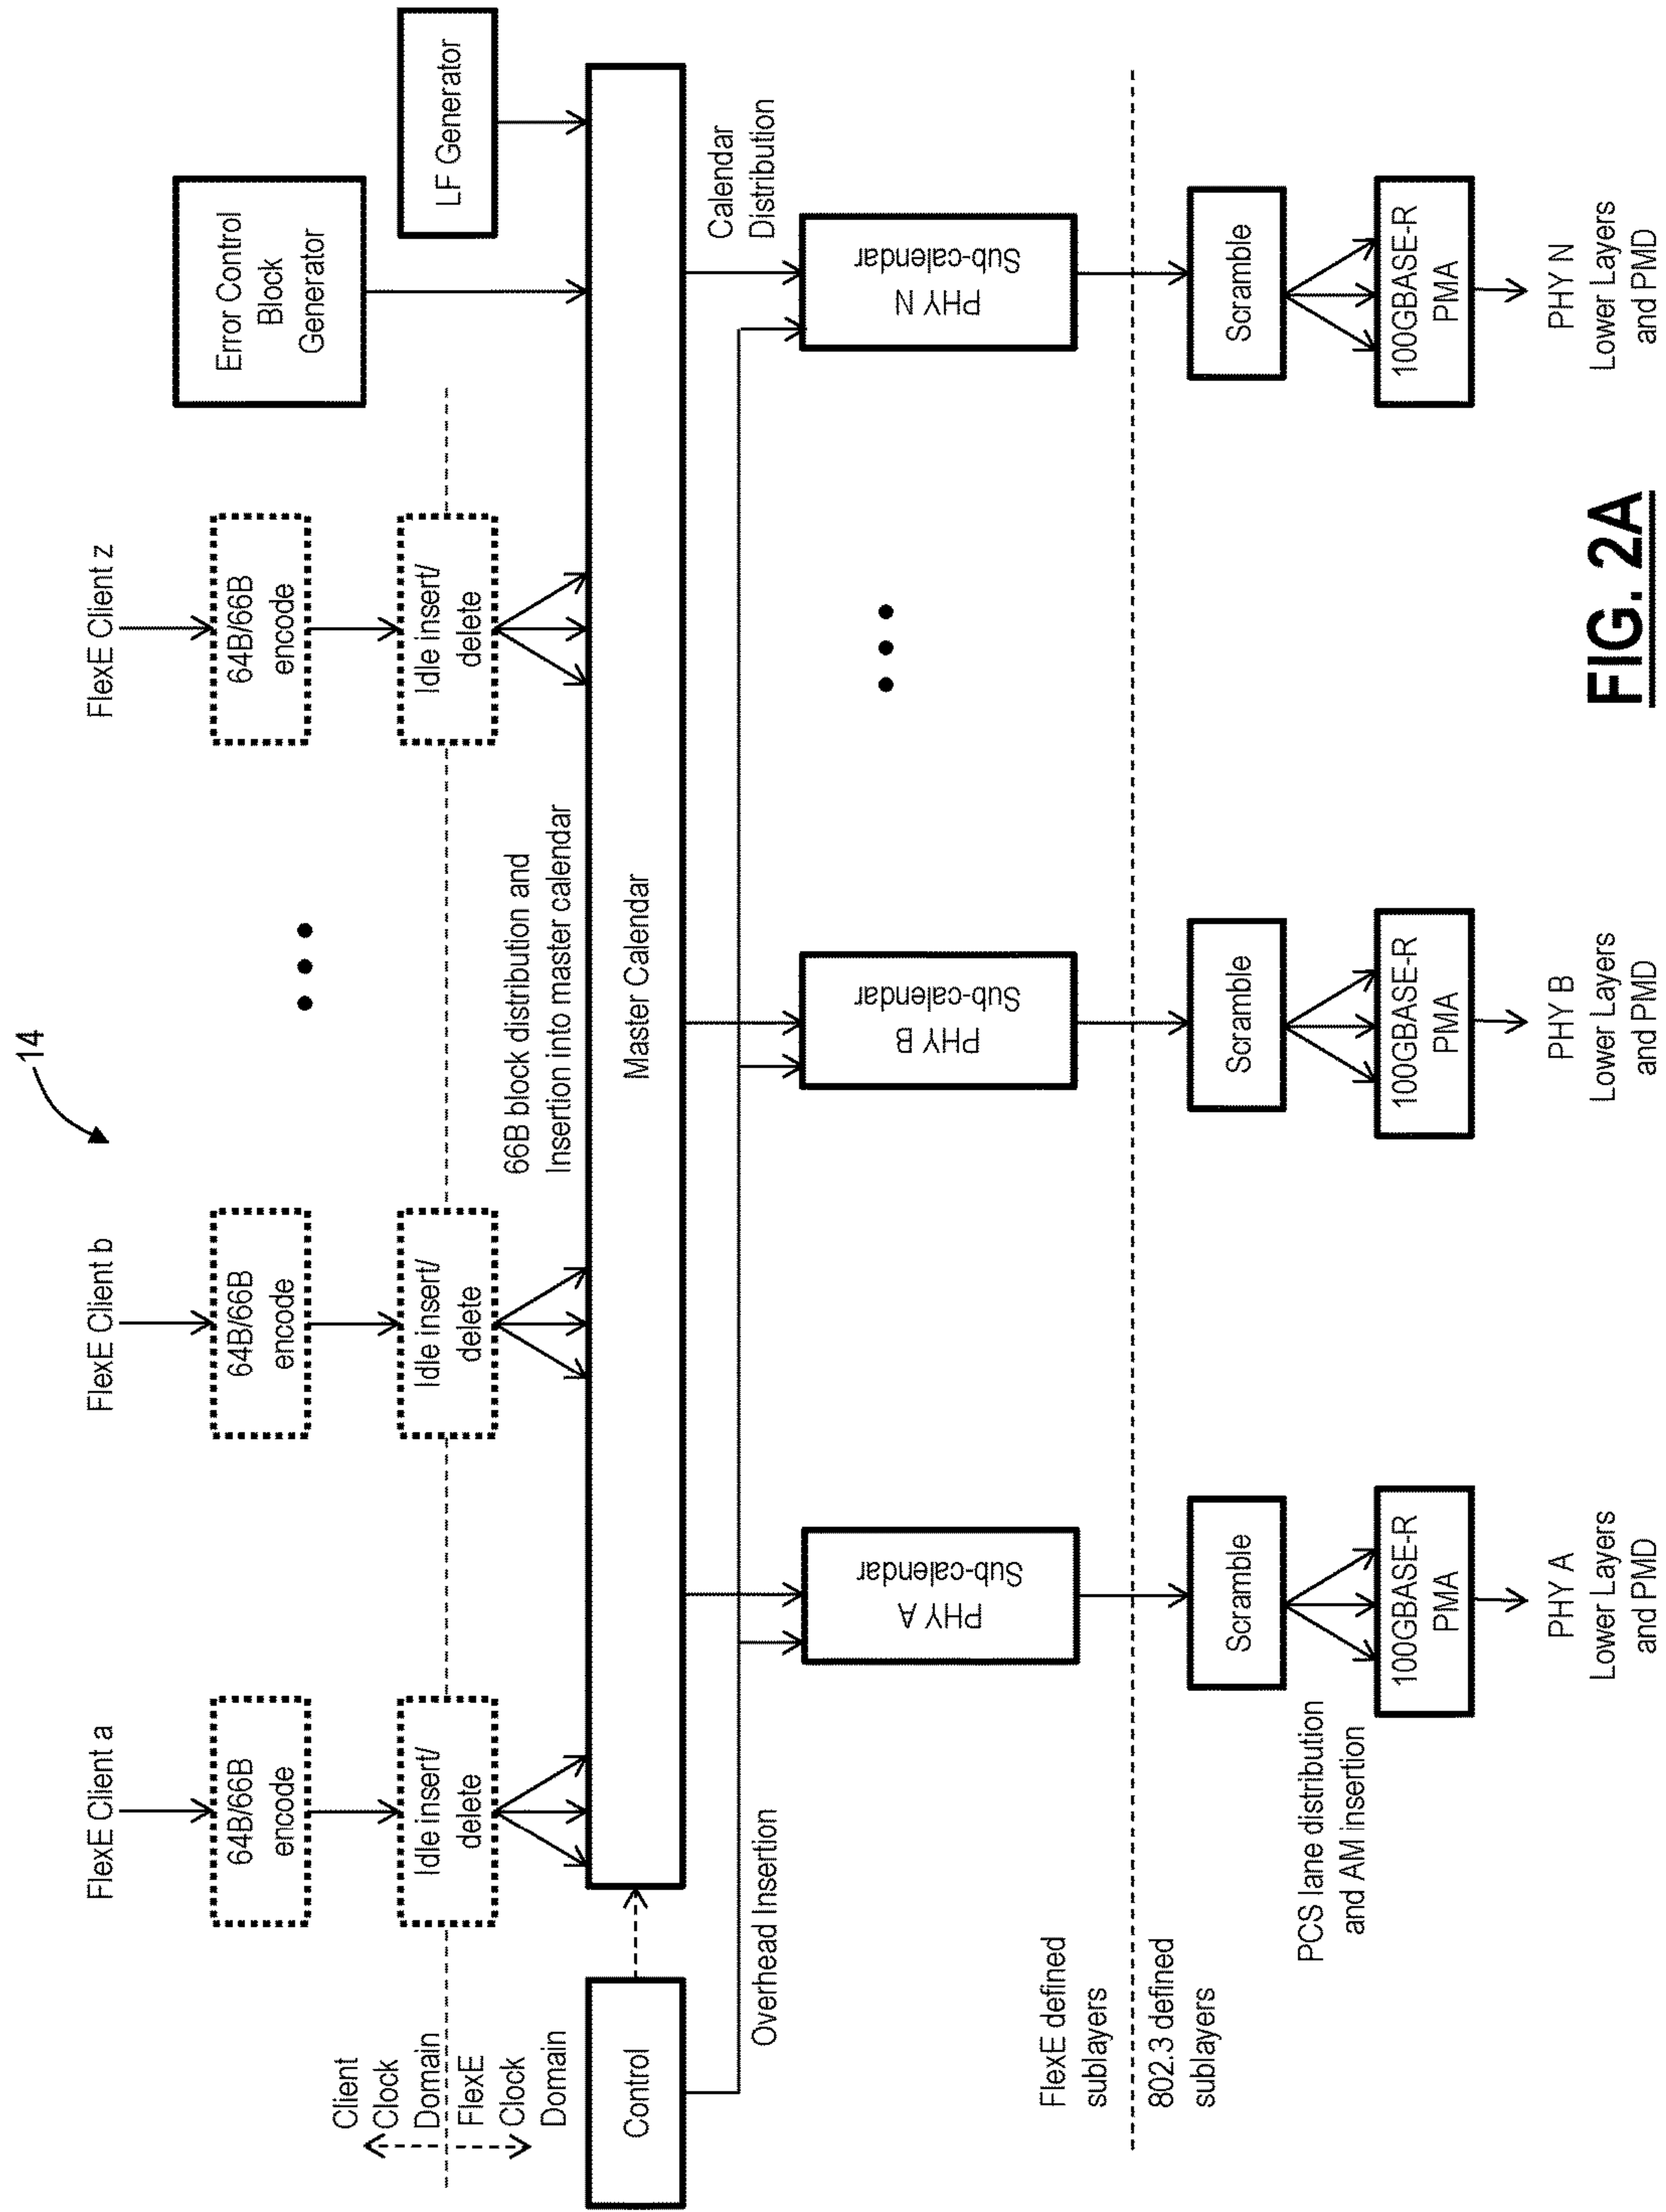 14
FlexE Client a
FlexE Client b
FlexE Client z
64B/66B
encode
64B/66B
encode
64B/66B
encode
Error Control
Block
Generator
LF Generator
Client
Clock
Domain
FlexE
Clock
Domain
Idle insert/
delete
Idle insert/
delete
Idle insert/
delete
66B block distribution and
Insertion into master calendar
Control
Master Calendar
Overhead Insertion
Calendar
Distribution
PHY A
Sub-calendar
PHY B
Sub-calendar
PHY N
Sub-calendar
FlexE defined
sublayers
802.3 defined
sublayers
Scramble
Scramble
Scramble
PCS lane distribution
and AM insertion
100GBASE-R
PMA
100GBASE-R
PMA
100GBASE-R
PMA
PHY A
Lower Layers
and PMD
PHY B
Lower Layers
and PMD
PHY N
Lower Layers
and PMD
FIG. 2A